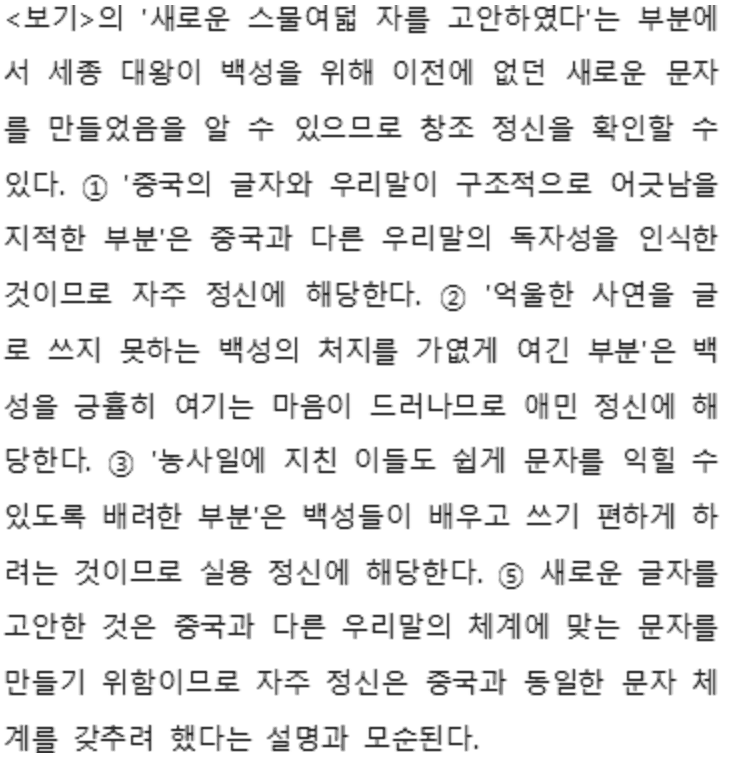 <보기>의 '새로운 스물여덟 자를 고안하였다'는 부분에
서 세종 대왕이 백성을 위해 이전에 없던 새로운 문자
를 만들었음을 알 수 있으므로 창조 정신을 확인할 수
있다. ① '중국의 글자와 우리말이 구조적으로 어긋남을
지적한 부분'은 중국과 다른 우리말의 독자성을 인식한
것이므로 자주 정신에 해당한다. ② '억울한 사연을 글
로 쓰지 못하는 백성의 처지를 가엾게 여긴 부분'은 백
성을 긍휼히 여기는 마음이 드러나므로 애민 정신에 해
당한다. ③ '농사일에 지친 이들도 쉽게 문자를 익힐 수
있도록 배려한 부분'은 백성들이 배우고 쓰기 편하게 하
려는 것이므로 실용 정신에 해당한다. ⑤ 새로운 글자를
고안한 것은 중국과 다른 우리말의 체계에 맞는 문자를
만들기 위함이므로 자주 정신은 중국과 동일한 문자 체
계를 갖추려 했다는 설명과 모순된다.